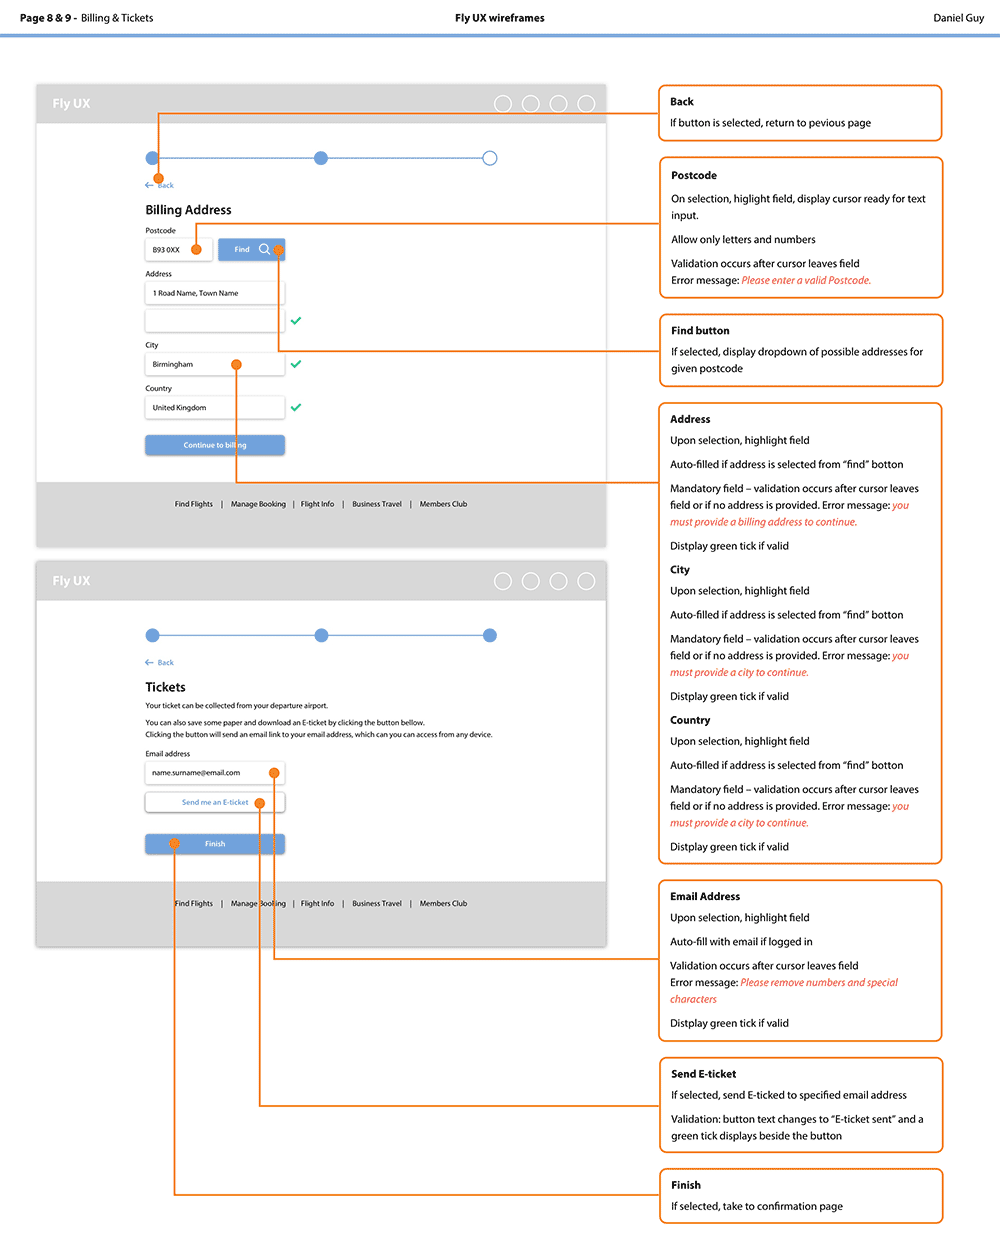 Page 8 & 9 - Billing & Tickets
Fly UX wireframes
Daniel Guy
Fly UX
Back
Billing Address
Postcode
B93 0XX
Find
Address
1 Road Name, Town Name
City
Birmingham
Country
United Kingdom
Continue to billing
Find Flights | Manage Booking | Flight Info | Business Travel | Members Club
Fly UX
Back
Tickets
Your ticket can be collected from your departure airport.
You can also save some paper and download an E-ticket by clicking the button bellow.
Clicking the button will send an email link to your email address, which can you can access from any device.
Email address
name.surname@email.com
Send me an E-ticket
Finish
Find Flights | Manage Booking | Flight Info | Business Travel | Members Club
Back
If button is selected, return to pevious page
Postcode
On selection, higlight field, display cursor ready for text
input.
Allow only letters and numbers
Validation occurs after cursor leaves field
Error message: Please enter a valid Postcode.
Find button
If selected, display dropdown of possible addresses for
given postcode
Address
Upon selection, highlight field
Auto-filled if address is selected from “find” botton
Mandatory field – validation occurs after cursor leaves
field or if no address is provided. Error message: you
must provide a billing address to continue.
Distplay green tick if valid
City
Upon selection, highlight field
Auto-filled if address is selected from “find” botton
Mandatory field – validation occurs after cursor leaves
field or if no address is provided. Error message: you
must provide a city to continue.
Distplay green tick if valid
Country
Upon selection, highlight field
Auto-filled if address is selected from “find” botton
Mandatory field – validation occurs after cursor leaves
field or if no address is provided. Error message: you
must provide a city to continue.
Distplay green tick if valid
Email Address
Upon selection, highlight field
Auto-fill with email if logged in
Validation occurs after cursor leaves field
Error message: Please remove numbers and special
characters
Distplay green tick if valid
Send E-ticket
If selected, send E-ticked to specified email address
Validation: button text changes to “E-ticket sent” and a
green tick displays beside the button
Finish
If selected, take to confirmation page